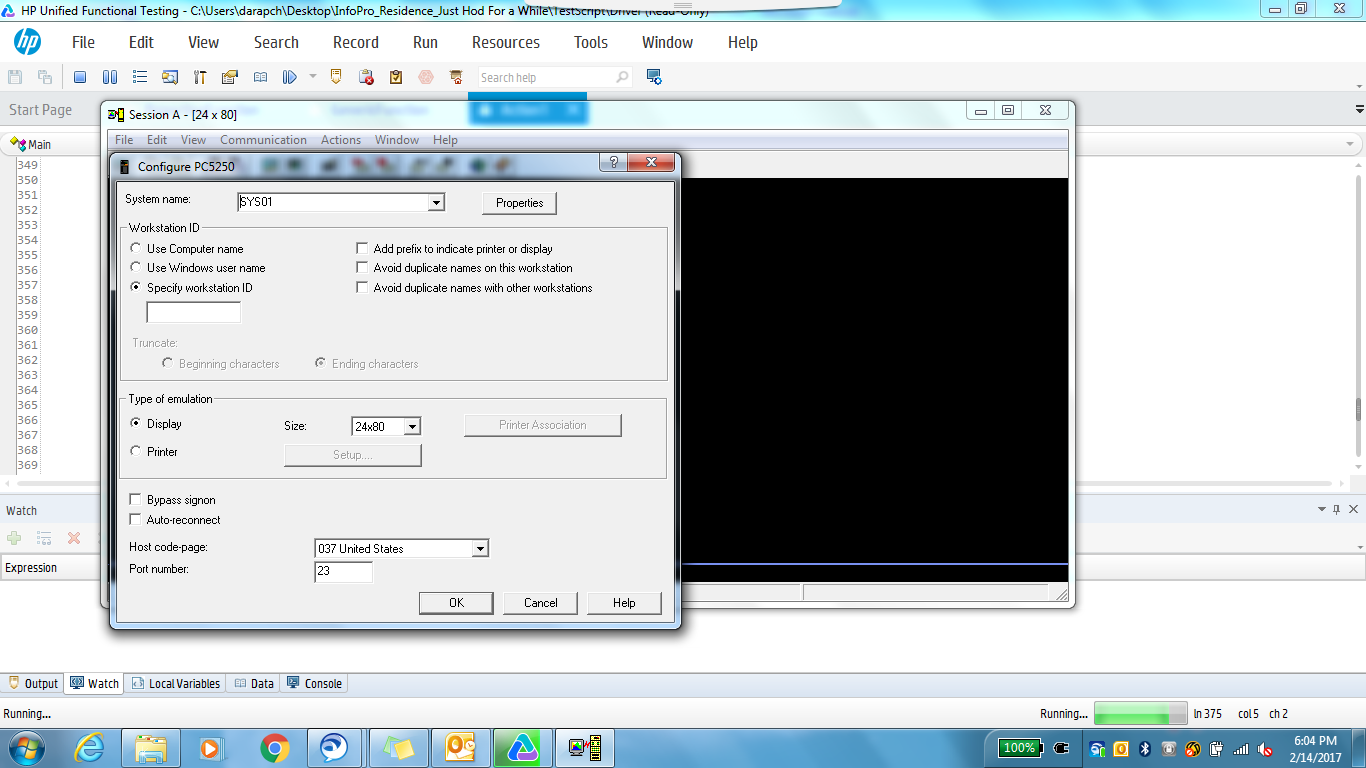 HP Unified Functional Testing - C:\Users\darapch\Desktop\InfoPro_Residence_Just Hod For a While\TestScript\Driver (Read-Only)
hp File Edit View Search Record Run Resources Tools Window Help
Search help
Start Page
Session A - [24 x 80]
File Edit View Communication Actions Window Help
Main
Configure PC5250
349
350
351
352
353
354
355
356
357
358
359
360
361
362
363
364
365
366
367
368
369
System name: SYS01 Properties
Workstation ID
Use Computer name Add prefix to indicate printer or display
Use Windows user name Avoid duplicate names on this workstation
Specify workstation ID Avoid duplicate names with other workstations
Truncate:
Beginning characters Ending characters
Type of emulation
Display Size: 24x80 Printer Association
Printer Setup....
Bypass signon
Auto-reconnect
Host code-page: 037 United States
Port number: 23
OK Cancel Help
Watch
Expression
Output Watch Local Variables Data Console
Running... Running... ln 375 col 5 ch 2
100% 6:04 PM
2/14/2017